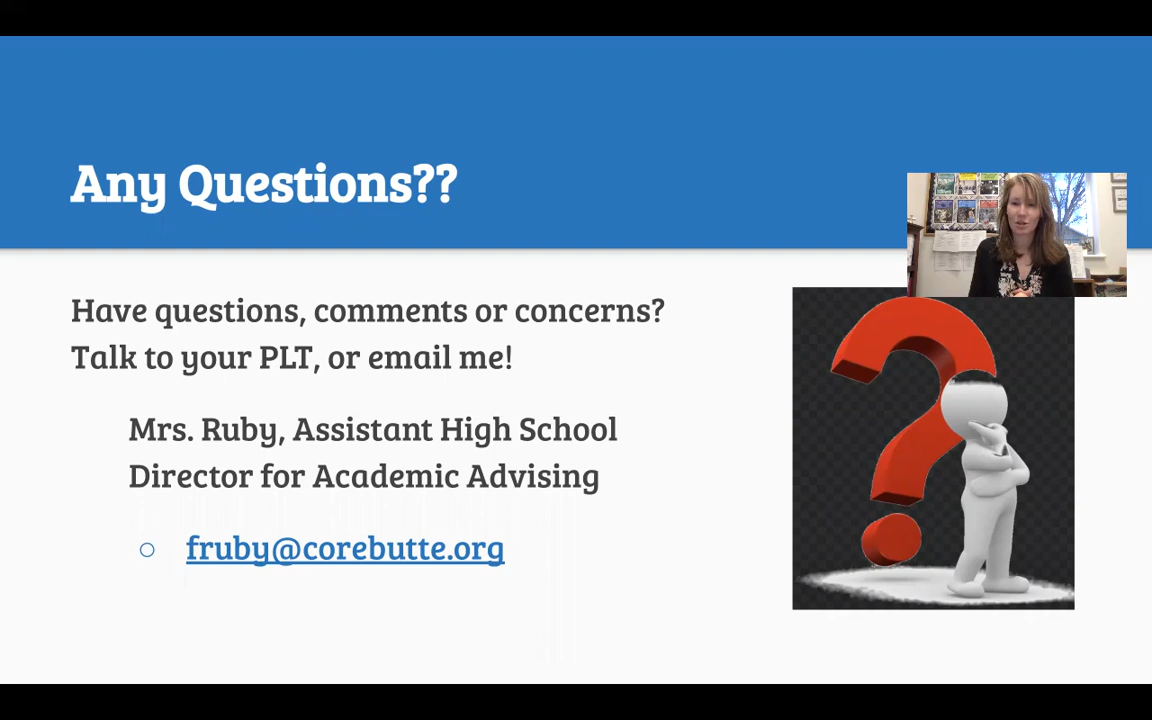 Any Questions??
Have questions, comments or concerns?
Talk to your PLT, or email me!
Mrs. Ruby, Assistant High School
Director for Academic Advising
fruby@corebutte.org